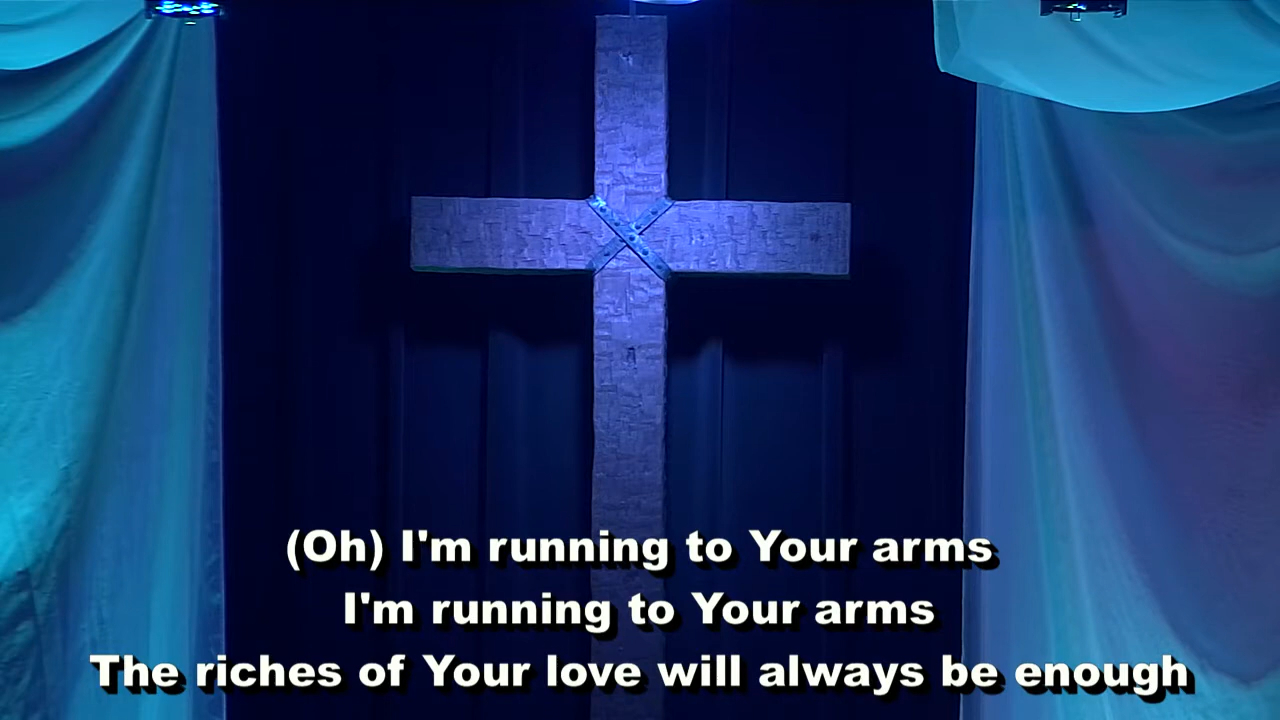 (Oh) I'm running to Your arms
I'm running to Your arms
The riches of Your love will always be enough